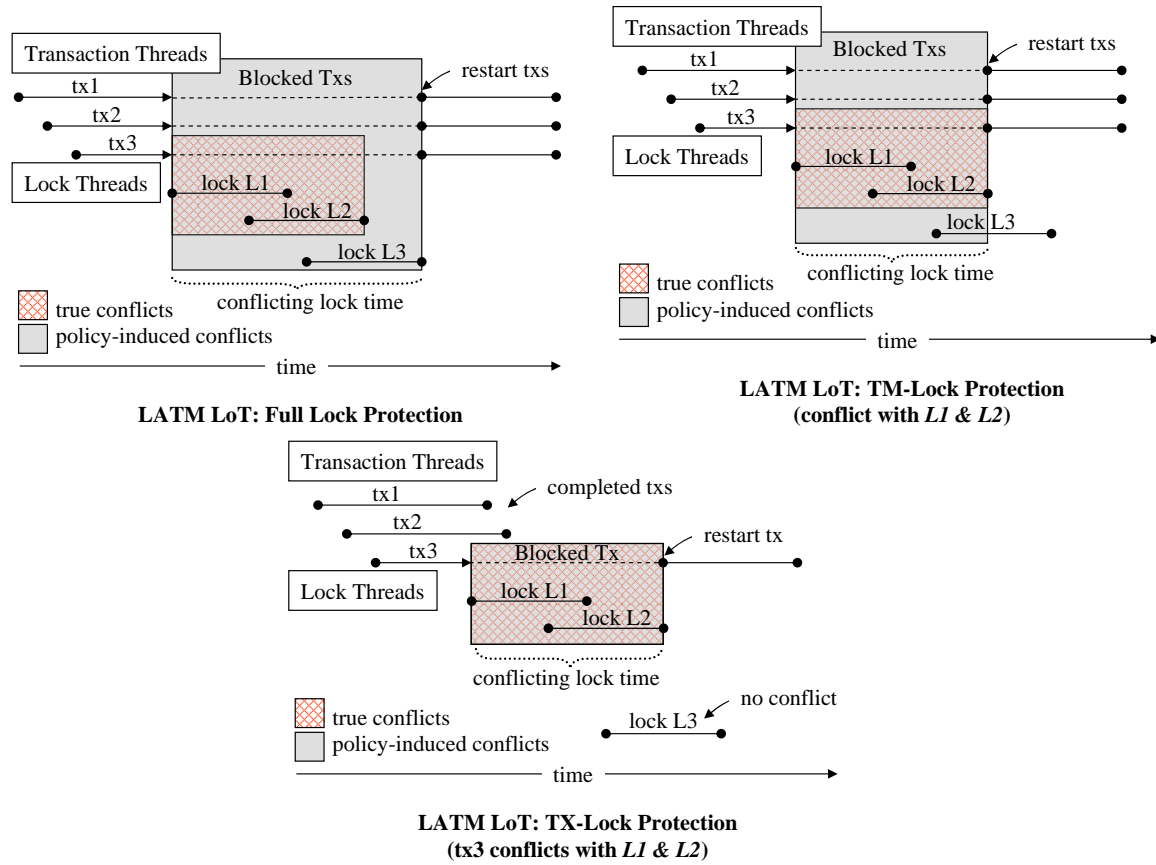 Transaction Threads
Blocked Txs
restart txs
tx1
tx2
tx3
Lock Threads
lock L1
lock L2
lock L3
conflicting lock time
true conflicts
policy-induced conflicts
time
LATM LoT: Full Lock Protection
Transaction Threads
Blocked Txs
restart txs
tx1
tx2
tx3
Lock Threads
lock L1
lock L2
lock L3
conflicting lock time
true conflicts
policy-induced conflicts
time
LATM LoT: TM-Lock Protection
(conflict with L1 & L2)
Transaction Threads
completed txs
tx1
tx2
tx3
Blocked Tx
restart tx
Lock Threads
lock L1
lock L2
conflicting lock time
no conflict
lock L3
true conflicts
policy-induced conflicts
time
LATM LoT: TX-Lock Protection
(tx3 conflicts with L1 & L2)